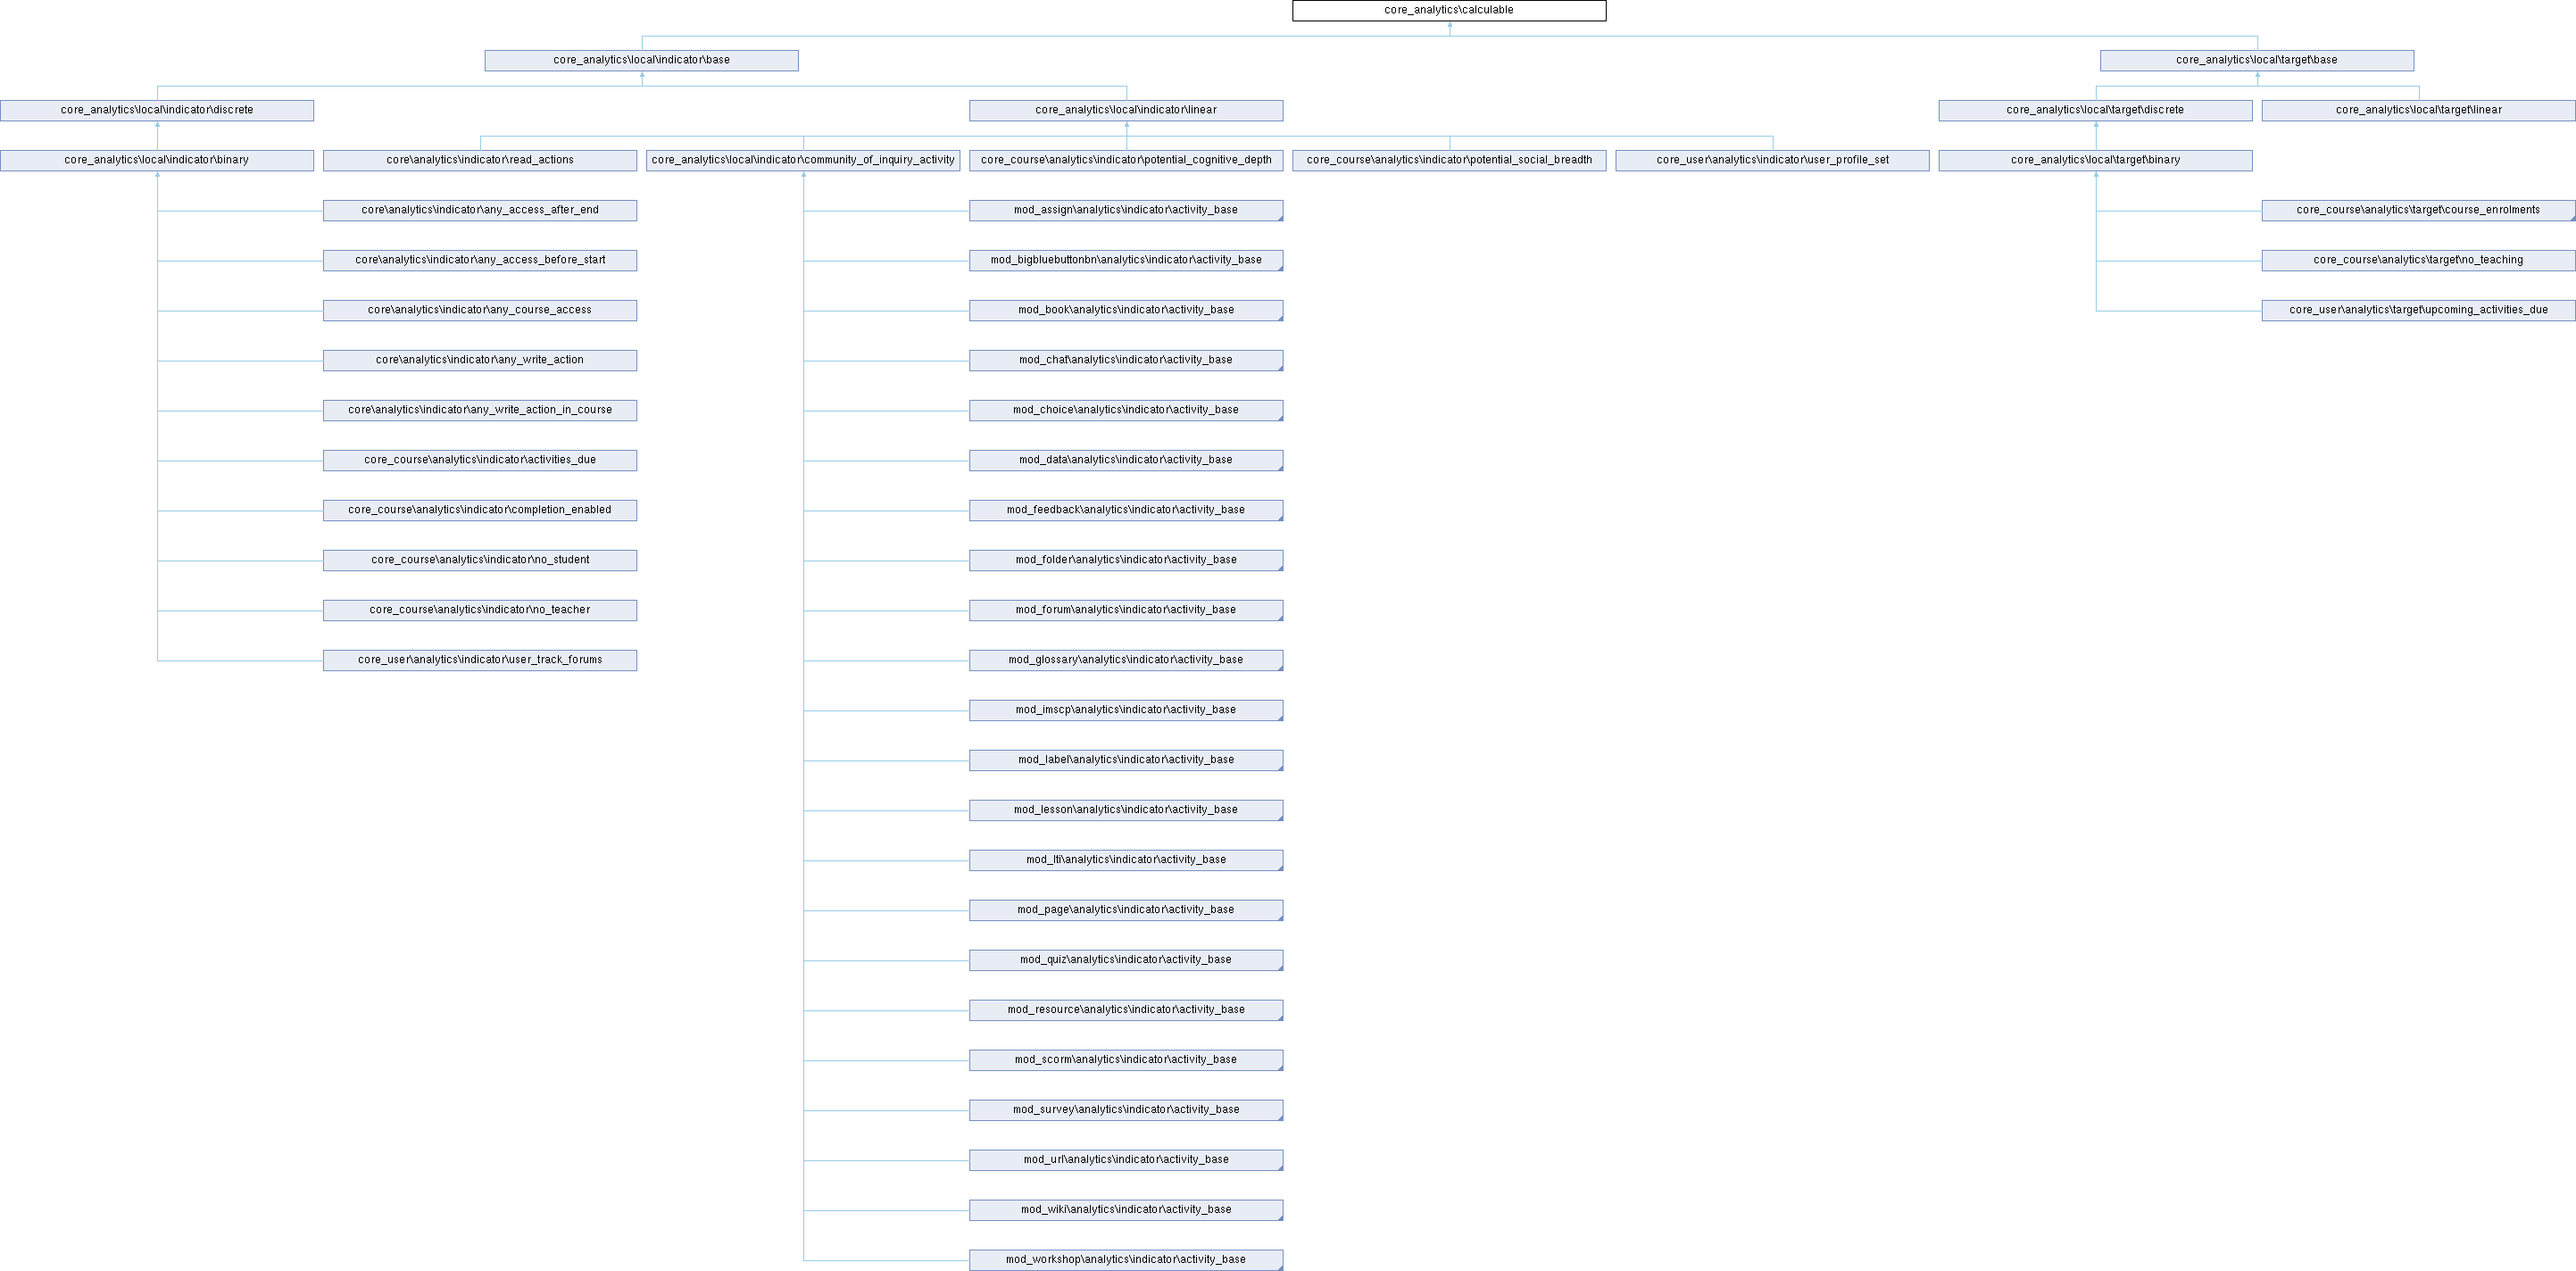 core_analytics\calculable
core_analytics\local\indicator\base
core_analytics\local\target\base
core_analytics\local\indicator\discrete
core_analytics\local\indicator\linear
core_analytics\local\target\discrete
core_analytics\local\target\linear
core_analytics\local\indicator\binary
core\analytics\indicator\read_actions
core_analytics\local\indicator\community_of_inquiry_activity
core_course\analytics\indicator\potential_cognitive_depth
core_course\analytics\indicator\potential_social_breadth
core_user\analytics\indicator\user_profile_set
core_analytics\local\target\binary
core\analytics\indicator\any_access_after_end
mod_assign\analytics\indicator\activity_base
core_course\analytics\target\course_enrolments
core\analytics\indicator\any_access_before_start
mod_bigbluebuttonbn\analytics\indicator\activity_base
core_course\analytics\target\no_teaching
core\analytics\indicator\any_course_access
mod_book\analytics\indicator\activity_base
core_user\analytics\target\upcoming_activities_due
core\analytics\indicator\any_write_action
mod_chat\analytics\indicator\activity_base
core\analytics\indicator\any_write_action_in_course
mod_choice\analytics\indicator\activity_base
core_course\analytics\indicator\activities_due
mod_data\analytics\indicator\activity_base
core_course\analytics\indicator\completion_enabled
mod_feedback\analytics\indicator\activity_base
core_course\analytics\indicator\no_student
mod_folder\analytics\indicator\activity_base
core_course\analytics\indicator\no_teacher
mod_forum\analytics\indicator\activity_base
core_user\analytics\indicator\user_track_forums
mod_glossary\analytics\indicator\activity_base
mod_imscp\analytics\indicator\activity_base
mod_label\analytics\indicator\activity_base
mod_lesson\analytics\indicator\activity_base
mod_lti\analytics\indicator\activity_base
mod_page\analytics\indicator\activity_base
mod_quiz\analytics\indicator\activity_base
mod_resource\analytics\indicator\activity_base
mod_scorm\analytics\indicator\activity_base
mod_survey\analytics\indicator\activity_base
mod_url\analytics\indicator\activity_base
mod_wiki\analytics\indicator\activity_base
mod_workshop\analytics\indicator\activity_base